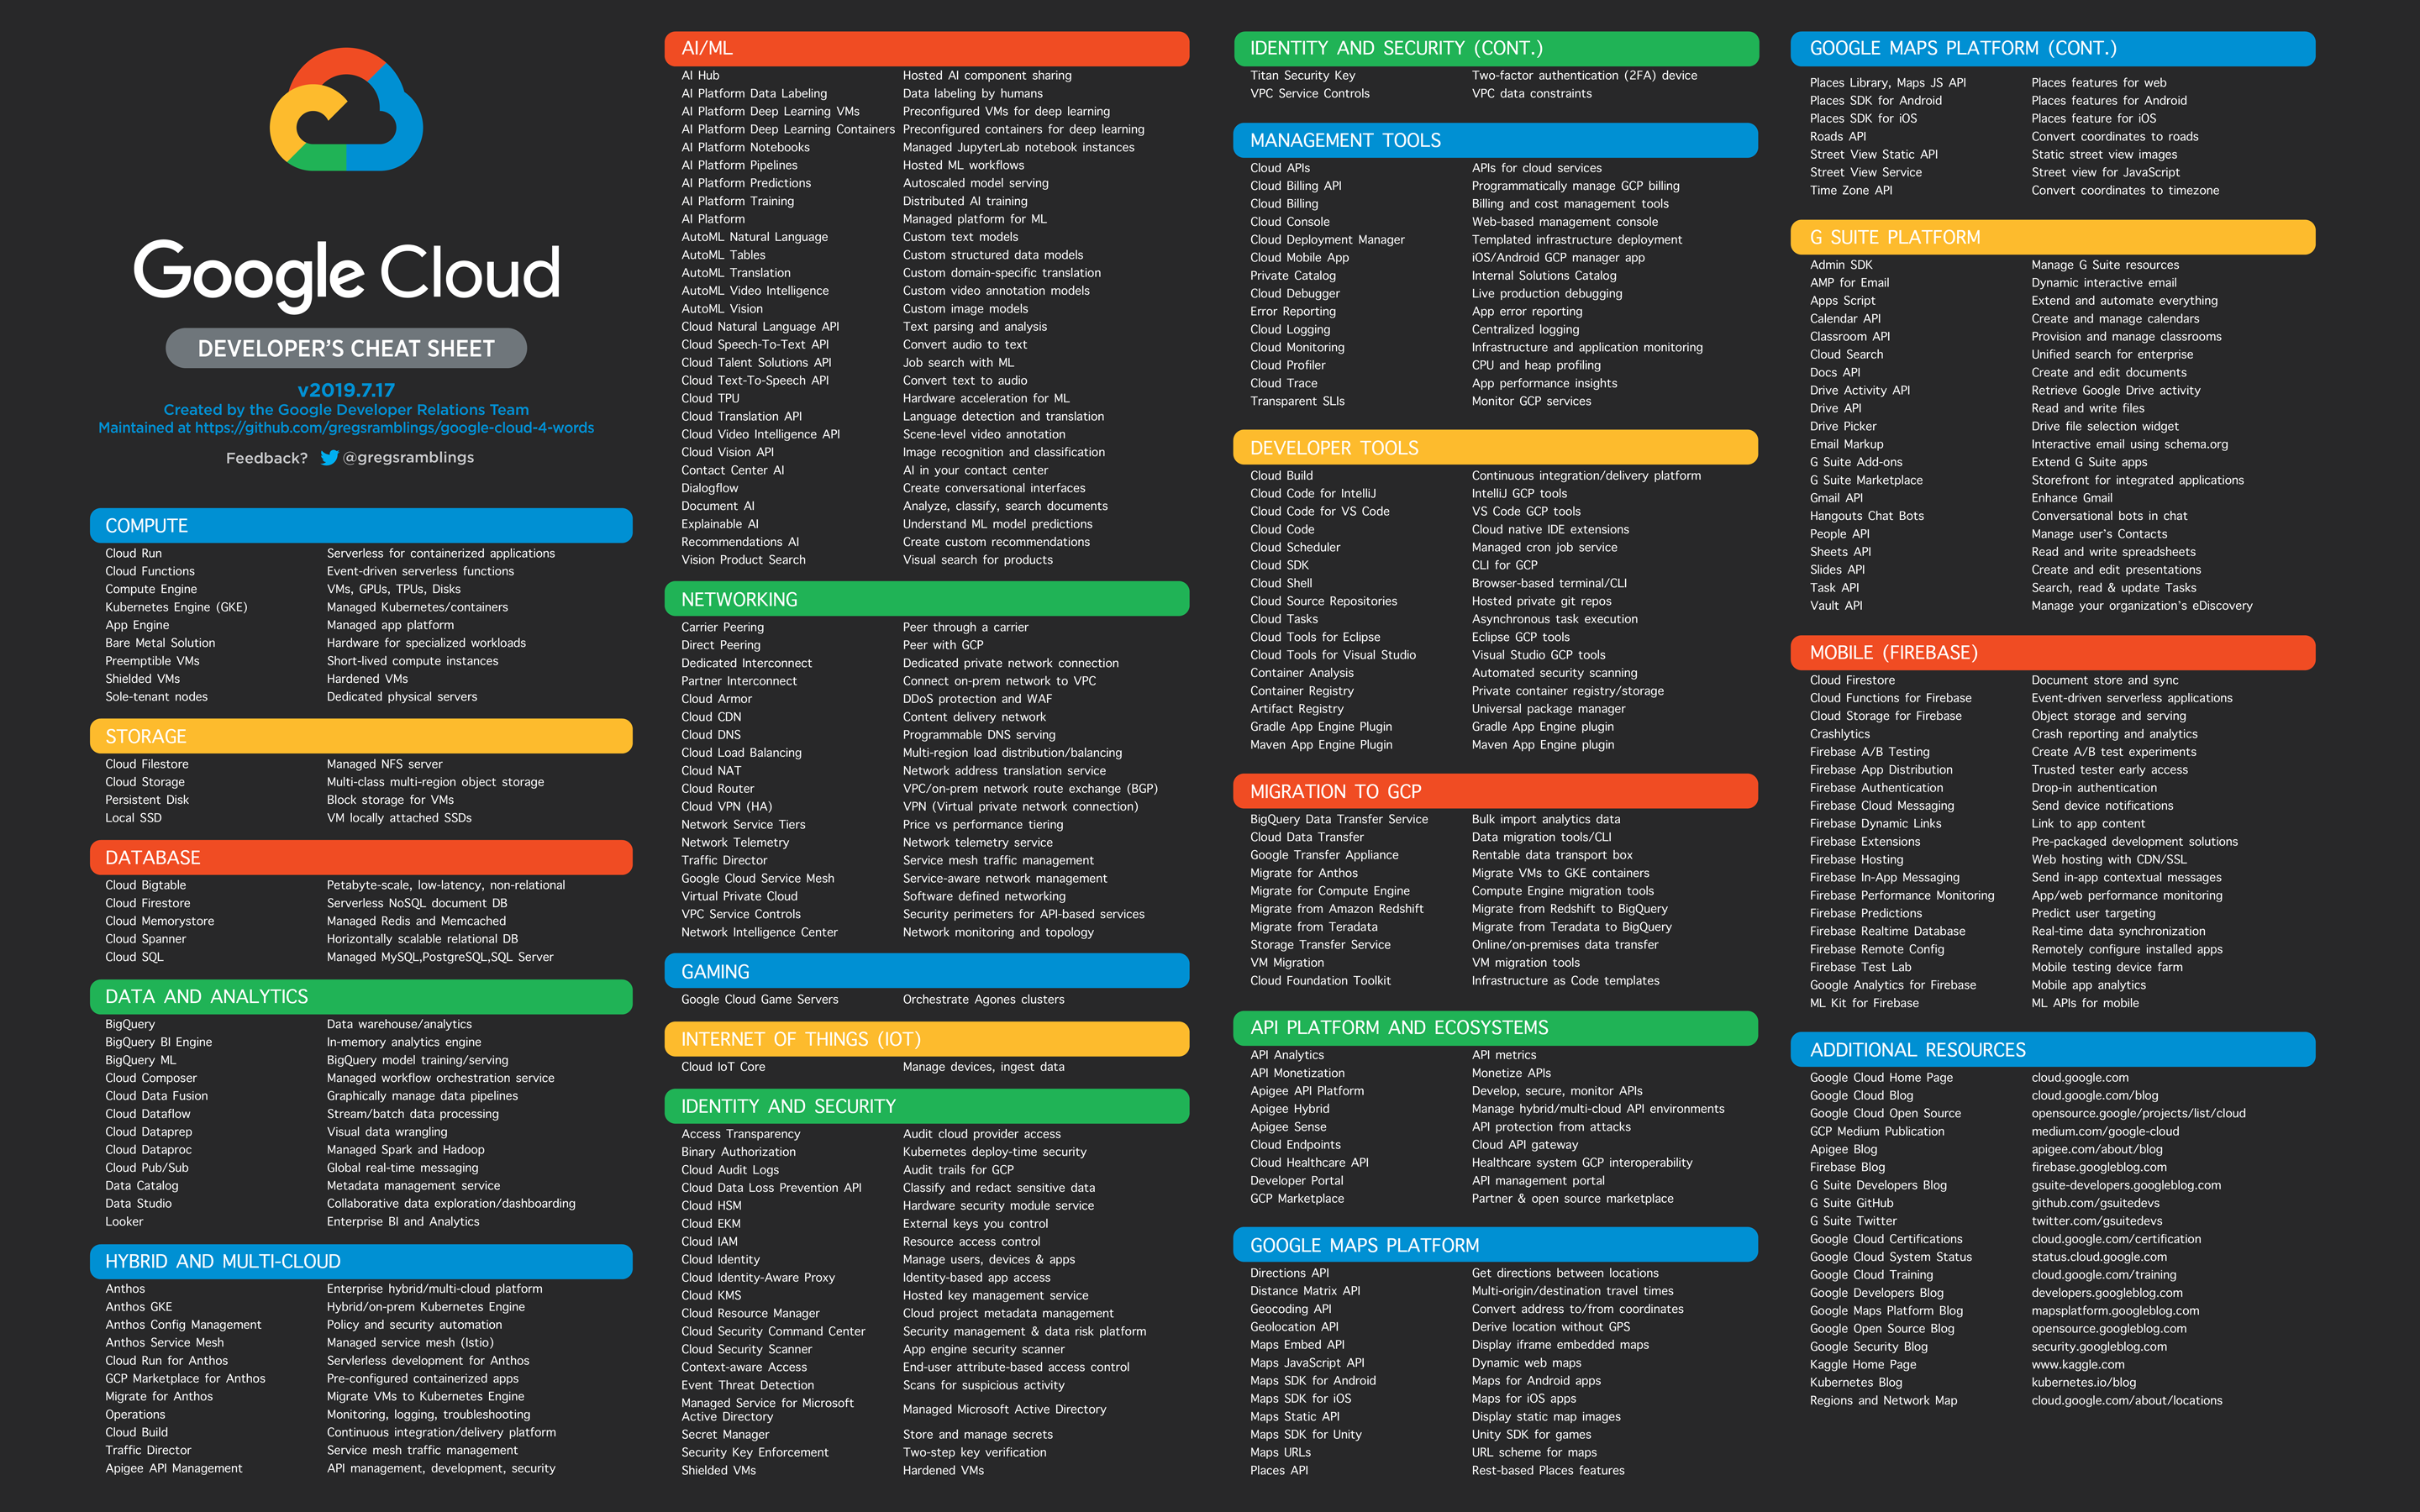 Google Cloud
DEVELOPER'S CHEAT SHEET
v2019.7.17
Created by the Google Developer Relations Team
Maintained at https://github.com/gregsramblings/google-cloud-4-words
Feedback? @gregsramblings
COMPUTE
Cloud Run Serverless for containerized applications
Cloud Functions Event-driven serverless functions
Compute Engine VMs, GPUs, TPUs, Disks
Kubernetes Engine (GKE) Managed Kubernetes/containers
App Engine Managed app platform
Bare Metal Solution Hardware for specialized workloads
Preemptible VMs Short-lived compute instances
Shielded VMs Hardened VMs
Sole-tenant nodes Dedicated physical servers
STORAGE
Cloud Filestore Managed NFS server
Cloud Storage Multi-class multi-region object storage
Persistent Disk Block storage for VMs
Local SSD VM locally attached SSDs
DATABASE
Cloud Bigtable Petabyte-scale, low-latency, non-relational
Cloud Firestore Serverless NoSQL document DB
Cloud Memorystore Managed Redis and Memcached
Cloud Spanner Horizontally scalable relational DB
Cloud SQL Managed MySQL,PostgreSQL,SQL Server
DATA AND ANALYTICS
BigQuery Data warehouse/analytics
BigQuery BI Engine In-memory analytics engine
BigQuery ML BigQuery model training/serving
Cloud Composer Managed workflow orchestration service
Cloud Data Fusion Graphically manage data pipelines
Cloud Dataflow Stream/batch data processing
Cloud Dataprep Visual data wrangling
Cloud Dataproc Managed Spark and Hadoop
Cloud Pub/Sub Global real-time messaging
Data Catalog Metadata management service
Data Studio Collaborative data exploration/dashboarding
Looker Enterprise BI and Analytics
HYBRID AND MULTI-CLOUD
Anthos Enterprise hybrid/multi-cloud platform
Anthos GKE Hybrid/on-prem Kubernetes Engine
Anthos Config Management Policy and security automation
Anthos Service Mesh Managed service mesh (Istio)
Cloud Run for Anthos Servlerless development for Anthos
GCP Marketplace for Anthos Pre-configured containerized apps
Migrate for Anthos Migrate VMs to Kubernetes Engine
Operations Monitoring, logging, troubleshooting
Cloud Build Continuous integration/delivery platform
Traffic Director Service mesh traffic management
Apigee API Management API management, development, security
AI/ML
AI Hub Hosted AI component sharing
AI Platform Data Labeling Data labeling by humans
AI Platform Deep Learning VMs Preconfigured VMs for deep learning
AI Platform Deep Learning Containers Preconfigured containers for deep learning
AI Platform Notebooks Managed JupyterLab notebook instances
AI Platform Pipelines Hosted ML workflows
AI Platform Predictions Autoscaled model serving
AI Platform Training Distributed AI training
AI Platform Managed platform for ML
AutoML Natural Language Custom text models
AutoML Tables Custom structured data models
AutoML Translation Custom domain-specific translation
AutoML Video Intelligence Custom video annotation models
AutoML Vision Custom image models
Cloud Natural Language API Text parsing and analysis
Cloud Speech-To-Text API Convert audio to text
Cloud Talent Solutions API Job search with ML
Cloud Text-To-Speech API Convert text to audio
Cloud TPU Hardware acceleration for ML
Cloud Translation API Language detection and translation
Cloud Video Intelligence API Scene-level video annotation
Cloud Vision API Image recognition and classification
Contact Center AI AI in your contact center
Dialogflow Create conversational interfaces
Document AI Analyze, classify, search documents
Explainable AI Understand ML model predictions
Recommendations AI Create custom recommendations
Vision Product Search Visual search for products
NETWORKING
Carrier Peering Peer through a carrier
Direct Peering Peer with GCP
Dedicated Interconnect Dedicated private network connection
Partner Interconnect Connect on-prem network to VPC
Cloud Armor DDoS protection and WAF
Cloud CDN Content delivery network
Cloud DNS Programmable DNS serving
Cloud Load Balancing Multi-region load distribution/balancing
Cloud NAT Network address translation service
Cloud Router VPC/on-prem network route exchange (BGP)
Cloud VPN (HA) VPN (Virtual private network connection)
Network Service Tiers Price vs performance tiering
Network Telemetry Network telemetry service
Traffic Director Service mesh traffic management
Google Cloud Service Mesh Service-aware network management
Virtual Private Cloud Software defined networking
VPC Service Controls Security perimeters for API-based services
Network Intelligence Center Network monitoring and topology
GAMING
Google Cloud Game Servers Orchestrate Agones clusters
INTERNET OF THINGS (IOT)
Cloud IoT Core Manage devices, ingest data
IDENTITY AND SECURITY
Access Transparency Audit cloud provider access
Binary Authorization Kubernetes deploy-time security
Cloud Audit Logs Audit trails for GCP
Cloud Data Loss Prevention API Classify and redact sensitive data
Cloud HSM Hardware security module service
Cloud EKM External keys you control
Cloud IAM Resource access control
Cloud Identity Manage users, devices & apps
Cloud Identity-Aware Proxy Identity-based app access
Cloud KMS Hosted key management service
Cloud Resource Manager Cloud project metadata management
Cloud Security Command Center Security management & data risk platform
Cloud Security Scanner App engine security scanner
Context-aware Access End-user attribute-based access control
Event Threat Detection Scans for suspicious activity
Managed Service for Microsoft
Active Directory Managed Microsoft Active Directory
Secret Manager Store and manage secrets
Security Key Enforcement Two-step key verification
Shielded VMs Hardened VMs
IDENTITY AND SECURITY (CONT.)
Titan Security Key Two-factor authentication (2FA) device
VPC Service Controls VPC data constraints
MANAGEMENT TOOLS
Cloud APIs APIs for cloud services
Cloud Billing API Programmatically manage GCP billing
Cloud Billing Billing and cost management tools
Cloud Console Web-based management console
Cloud Deployment Manager Templated infrastructure deployment
Cloud Mobile App iOS/Android GCP manager app
Private Catalog Internal Solutions Catalog
Cloud Debugger Live production debugging
Error Reporting App error reporting
Cloud Logging Centralized logging
Cloud Monitoring Infrastructure and application monitoring
Cloud Profiler CPU and heap profiling
Cloud Trace App performance insights
Transparent SLIs Monitor GCP services
DEVELOPER TOOLS
Cloud Build Continuous integration/delivery platform
Cloud Code for IntelliJ IntelliJ GCP tools
Cloud Code for VS Code VS Code GCP tools
Cloud Code Cloud native IDE extensions
Cloud Scheduler Managed cron job service
Cloud SDK CLI for GCP
Cloud Shell Browser-based terminal/CLI
Cloud Source Repositories Hosted private git repos
Cloud Tasks Asynchronous task execution
Cloud Tools for Eclipse Eclipse GCP tools
Cloud Tools for Visual Studio Visual Studio GCP tools
Container Analysis Automated security scanning
Container Registry Private container registry/storage
Artifact Registry Universal package manager
Gradle App Engine Plugin Gradle App Engine plugin
Maven App Engine Plugin Maven App Engine plugin
MIGRATION TO GCP
BigQuery Data Transfer Service Bulk import analytics data
Cloud Data Transfer Data migration tools/CLI
Google Transfer Appliance Rentable data transport box
Migrate for Anthos Migrate VMs to GKE containers
Migrate for Compute Engine Compute Engine migration tools
Migrate from Amazon Redshift Migrate from Redshift to BigQuery
Migrate from Teradata Migrate from Teradata to BigQuery
Storage Transfer Service Online/on-premises data transfer
VM Migration VM migration tools
Cloud Foundation Toolkit Infrastructure as Code templates
API PLATFORM AND ECOSYSTEMS
API Analytics API metrics
API Monetization Monetize APIs
Apigee API Platform Develop, secure, monitor APIs
Apigee Hybrid Manage hybrid/multi-cloud API environments
Apigee Sense API protection from attacks
Cloud Endpoints Cloud API gateway
Cloud Healthcare API Healthcare system GCP interoperability
Developer Portal API management portal
GCP Marketplace Partner & open source marketplace
GOOGLE MAPS PLATFORM
Directions API Get directions between locations
Distance Matrix API Multi-origin/destination travel times
Geocoding API Convert address to/from coordinates
Geolocation API Derive location without GPS
Maps Embed API Display iframe embedded maps
Maps JavaScript API Dynamic web maps
Maps SDK for Android Maps for Android apps
Maps SDK for iOS Maps for iOS apps
Maps Static API Display static map images
Maps SDK for Unity Unity SDK for games
Maps URLs URL scheme for maps
Places API Rest-based Places features
GOOGLE MAPS PLATFORM (CONT.)
Places Library, Maps JS API Places features for web
Places SDK for Android Places features for Android
Places SDK for iOS Places feature for iOS
Roads API Convert coordinates to roads
Street View Static API Static street view images
Street View Service Street view for JavaScript
Time Zone API Convert coordinates to timezone
G SUITE PLATFORM
Admin SDK Manage G Suite resources
AMP for Email Dynamic interactive email
Apps Script Extend and automate everything
Calendar API Create and manage calendars
Classroom API Provision and manage classrooms
Cloud Search Unified search for enterprise
Docs API Create and edit documents
Drive Activity API Retrieve Google Drive activity
Drive API Read and write files
Drive Picker Drive file selection widget
Email Markup Interactive email using schema.org
G Suite Add-ons Extend G Suite apps
G Suite Marketplace Storefront for integrated applications
Gmail API Enhance Gmail
Hangouts Chat Bots Conversational bots in chat
People API Manage user's Contacts
Sheets API Read and write spreadsheets
Slides API Create and edit presentations
Task API Search, read & update Tasks
Vault API Manage your organization's eDiscovery
MOBILE (FIREBASE)
Cloud Firestore Document store and sync
Cloud Functions for Firebase Event-driven serverless applications
Cloud Storage for Firebase Object storage and serving
Crashlytics Crash reporting and analytics
Firebase A/B Testing Create A/B test experiments
Firebase App Distribution Trusted tester early access
Firebase Authentication Drop-in authentication
Firebase Cloud Messaging Send device notifications
Firebase Dynamic Links Link to app content
Firebase Extensions Pre-packaged development solutions
Firebase Hosting Web hosting with CDN/SSL
Firebase In-App Messaging Send in-app contextual messages
Firebase Performance Monitoring App/web performance monitoring
Firebase Predictions Predict user targeting
Firebase Realtime Database Real-time data synchronization
Firebase Remote Config Remotely configure installed apps
Firebase Test Lab Mobile testing device farm
Google Analytics for Firebase Mobile app analytics
ML Kit for Firebase ML APIs for mobile
ADDITIONAL RESOURCES
Google Cloud Home Page cloud.google.com
Google Cloud Blog cloud.google.com/blog
Google Cloud Open Source opensource.google/projects/list/cloud
GCP Medium Publication medium.com/google-cloud
Apigee Blog apigee.com/about/blog
Firebase Blog firebase.googleblog.com
G Suite Developers Blog gsuite-developers.googleblog.com
G Suite GitHub github.com/gsuitedevs
G Suite Twitter twitter.com/gsuitedevs
Google Cloud Certifications cloud.google.com/certification
Google Cloud System Status status.cloud.google.com
Google Cloud Training cloud.google.com/training
Google Developers Blog developers.googleblog.com
Google Maps Platform Blog mapsplatform.googleblog.com
Google Open Source Blog opensource.googleblog.com
Google Security Blog security.googleblog.com
Kaggle Home Page www.kaggle.com
Kubernetes Blog kubernetes.io/blog
Regions and Network Map cloud.google.com/about/locations